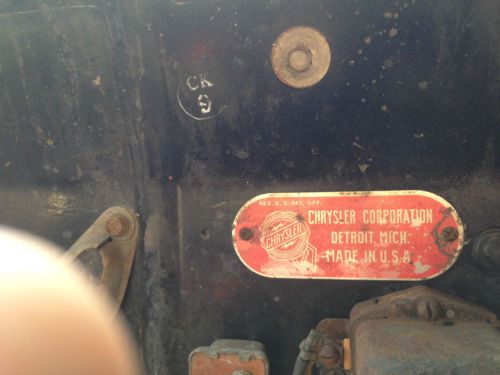 CK
9
REG. U.S. PAT. OFF.
CHRYSLER CORPORATION
DETROIT, MICH.
MADE IN U.S.A.
CHRYSLER